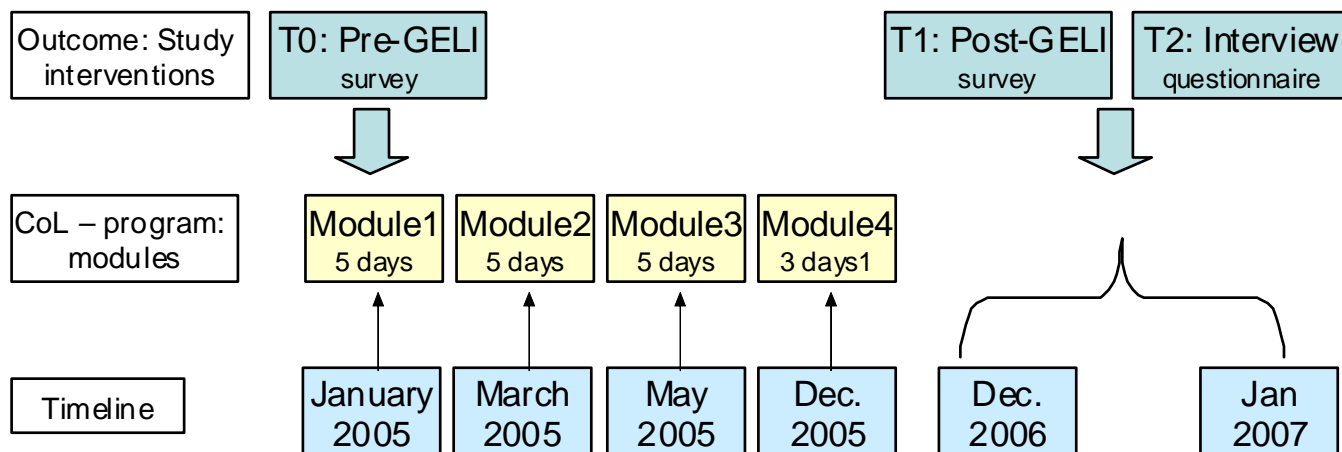 Outcome: Study
interventions
T0: Pre-GELI
survey
T1: Post-GELI
survey
T2: Interview
questionnaire
CoL – program:
modules
Module1
5 days
Module2
5 days
Module3
5 days
Module4
3 days1
Timeline
January
2005
March
2005
May
2005
Dec.
2005
Dec.
2006
Jan
2007